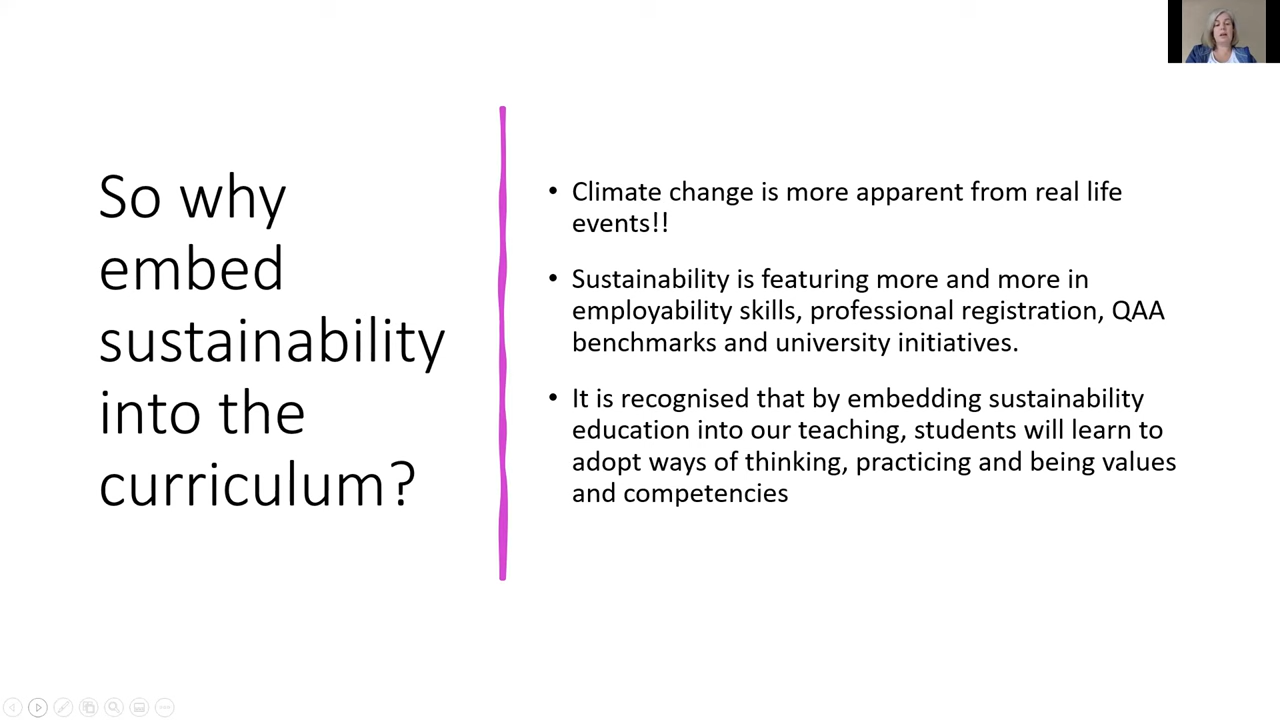 So why
embed
sustainability
into the
curriculum?
• Climate change is more apparent from real life
events!!
• Sustainability is featuring more and more in
employability skills, professional registration, QAA
benchmarks and university initiatives.
• It is recognised that by embedding sustainability
education into our teaching, students will learn to
adopt ways of thinking, practicing and being values
and competencies